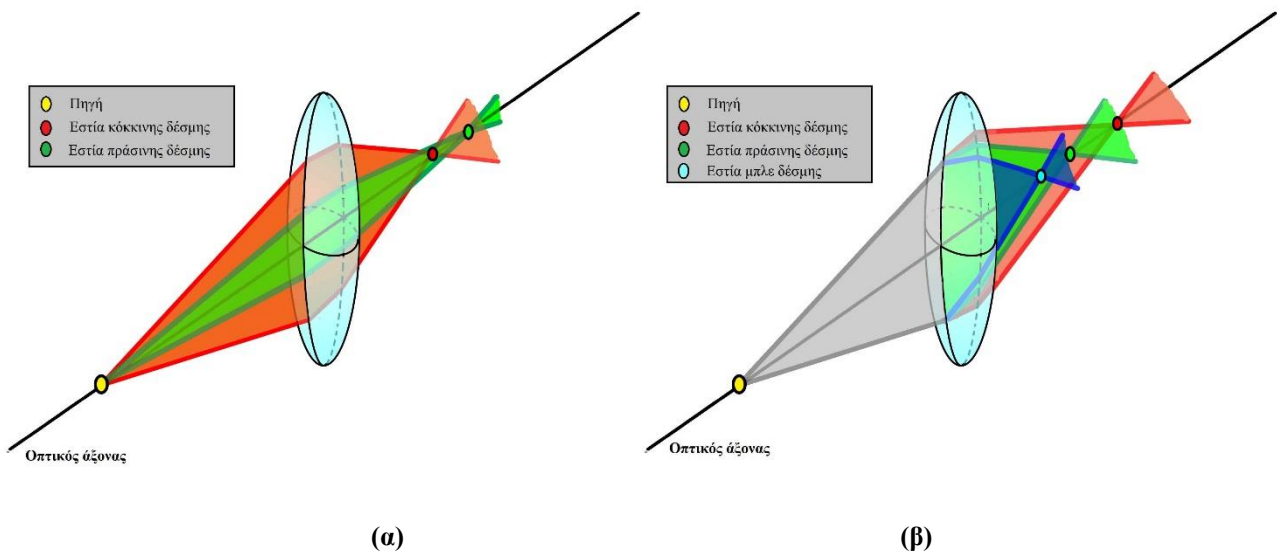 Πηγή
Εστία κόκκινης δέσμης
Εστία πράσινης δέσμης
Οπτικός άξονας
(α)
Πηγή
Εστία κόκκινης δέσμης
Εστία πράσινης δέσμης
Εστία μπλε δέσμης
Οπτικός άξονας
(β)